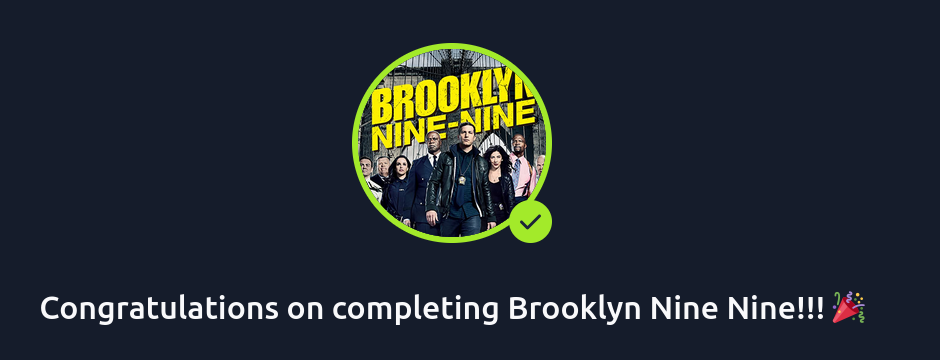 BROOKLYN
NINE-NINE
Congratulations on completing Brooklyn Nine Nine!!! 🎉